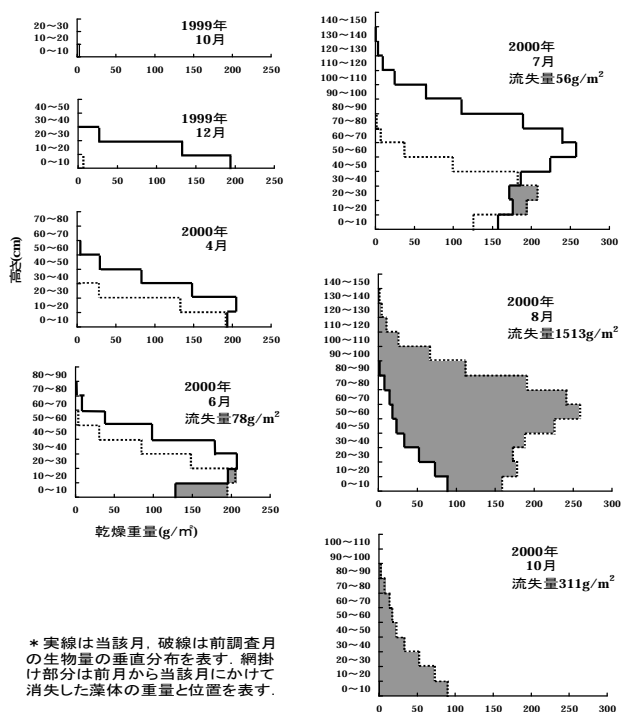 高さ(cm)
1999年
10月
20～30
10～20
0～10
0 50 100 150 200 250
1999年
12月
40～50
30～40
20～30
10～20
0～10
0 50 100 150 200 250
2000年
4月
70～80
60～70
50～60
40～50
30～40
20～30
10～20
0～10
0 50 100 150 200 250
2000年
6月
流失量78g/m²
80～90
70～80
60～70
50～60
40～50
30～40
20～30
10～20
0～10
0 50 100 150 200 250
乾燥重量(g/㎡)
＊実線は当該月，破線は前調査月
の生物量の垂直分布を表す．網掛
け部分は前月から当該月にかけて
消失した藻体の重量と位置を表す．
2000年
7月
流失量56g/m²
140～150
130～140
120～130
110～120
100～110
90～100
80～90
70～80
60～70
50～60
40～50
30～40
20～30
10～20
0～10
0 50 100 150 200 250 300
2000年
8月
流失量1513g/m²
140～150
130～140
120～130
110～120
100～110
90～100
80～90
70～80
60～70
50～60
40～50
30～40
20～30
10～20
0～10
0 50 100 150 200 250 300
2000年
10月
流失量311g/m²
100～110
90～100
80～90
70～80
60～70
50～60
40～50
30～40
20～30
10～20
0～10
0 50 100 150 200 250 300